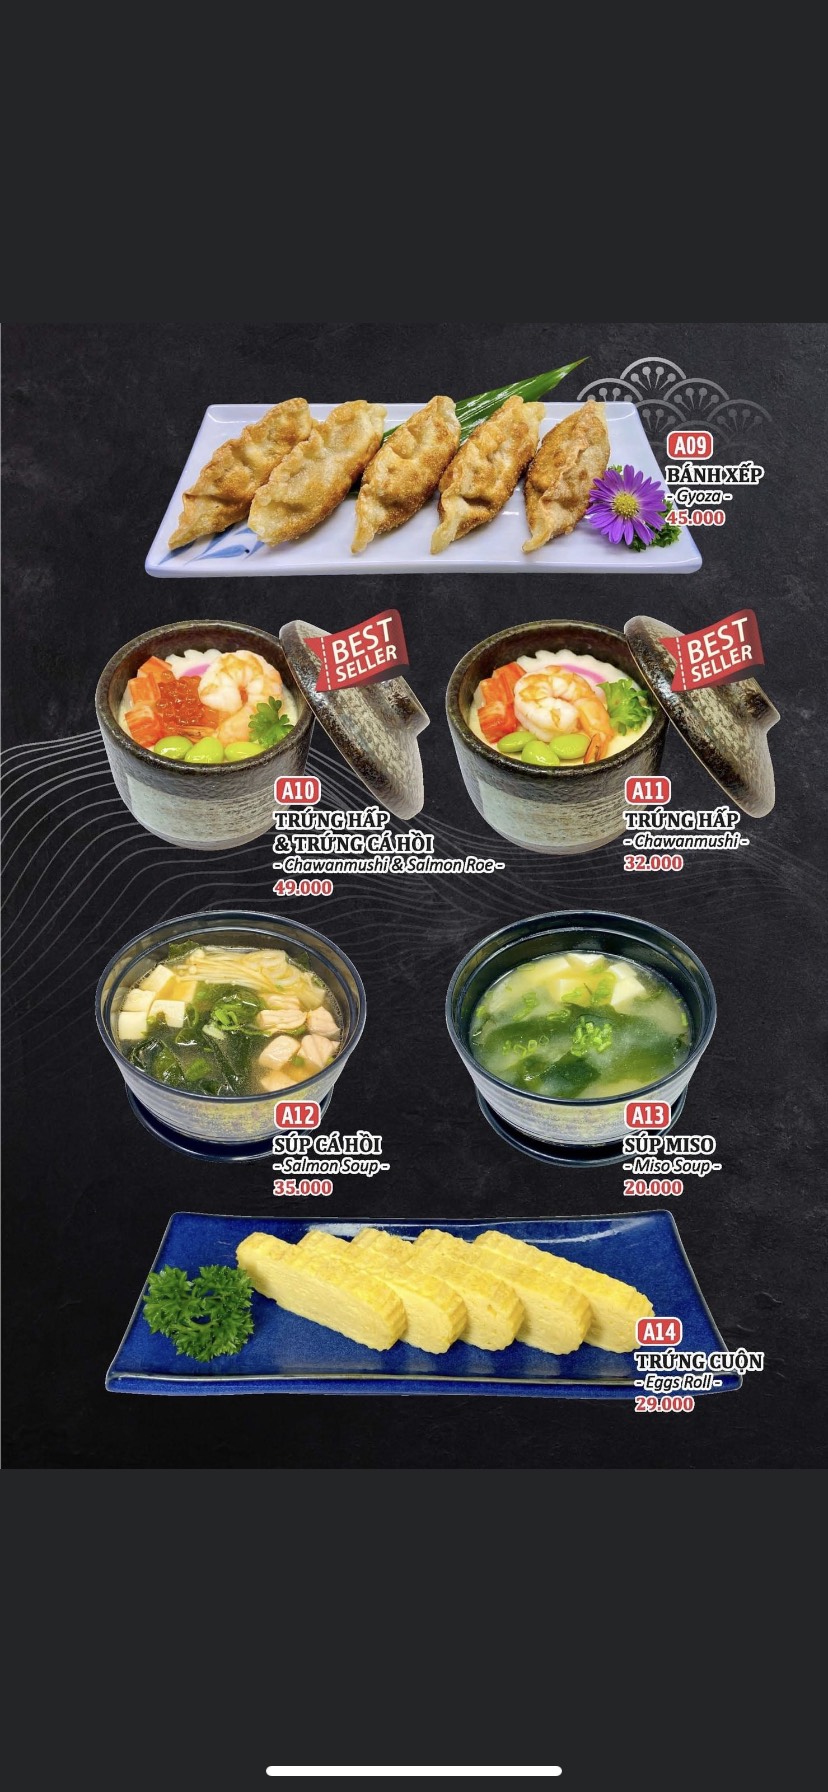 A09
BÁNH XẾP
- Gyoza -
45.000
BEST
SELLER
A10
TRỨNG HẤP
& TRỨNG CÁ HỒI
- Chawanmushi & Salmon Roe -
49.000
BEST
SELLER
A11
TRỨNG HẤP
- Chawanmushi -
32.000
A12
SÚP CÁ HỒI
- Salmon Soup -
35.000
A13
SÚP MISO
- Miso Soup -
20.000
A14
TRỨNG CUỘN
- Eggs Roll -
29.000